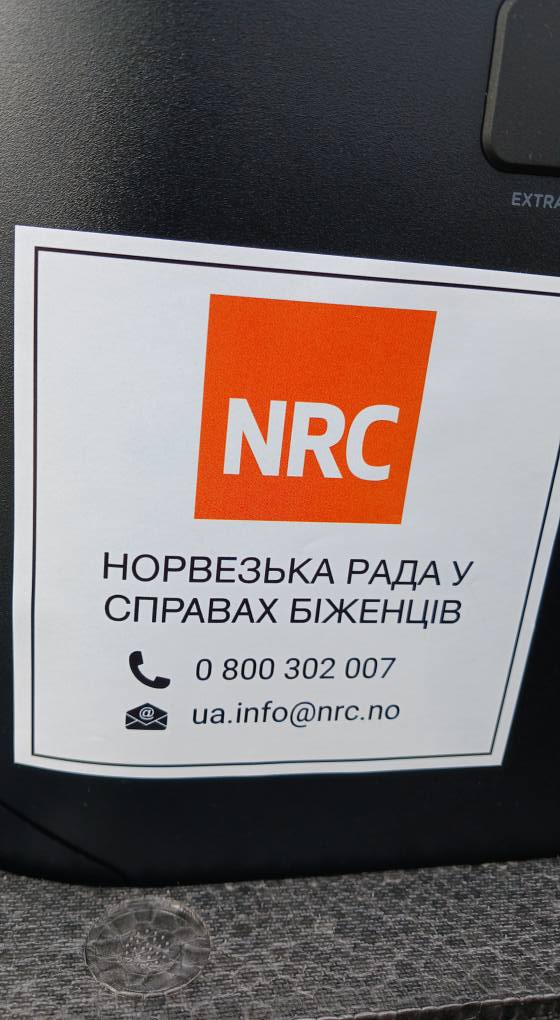 EXTRA
NRC
НОРВЕЗЬКА РАДА У
СПРАВАХ БІЖЕНЦІВ
0 800 302 007
@
ua.info@nrc.no